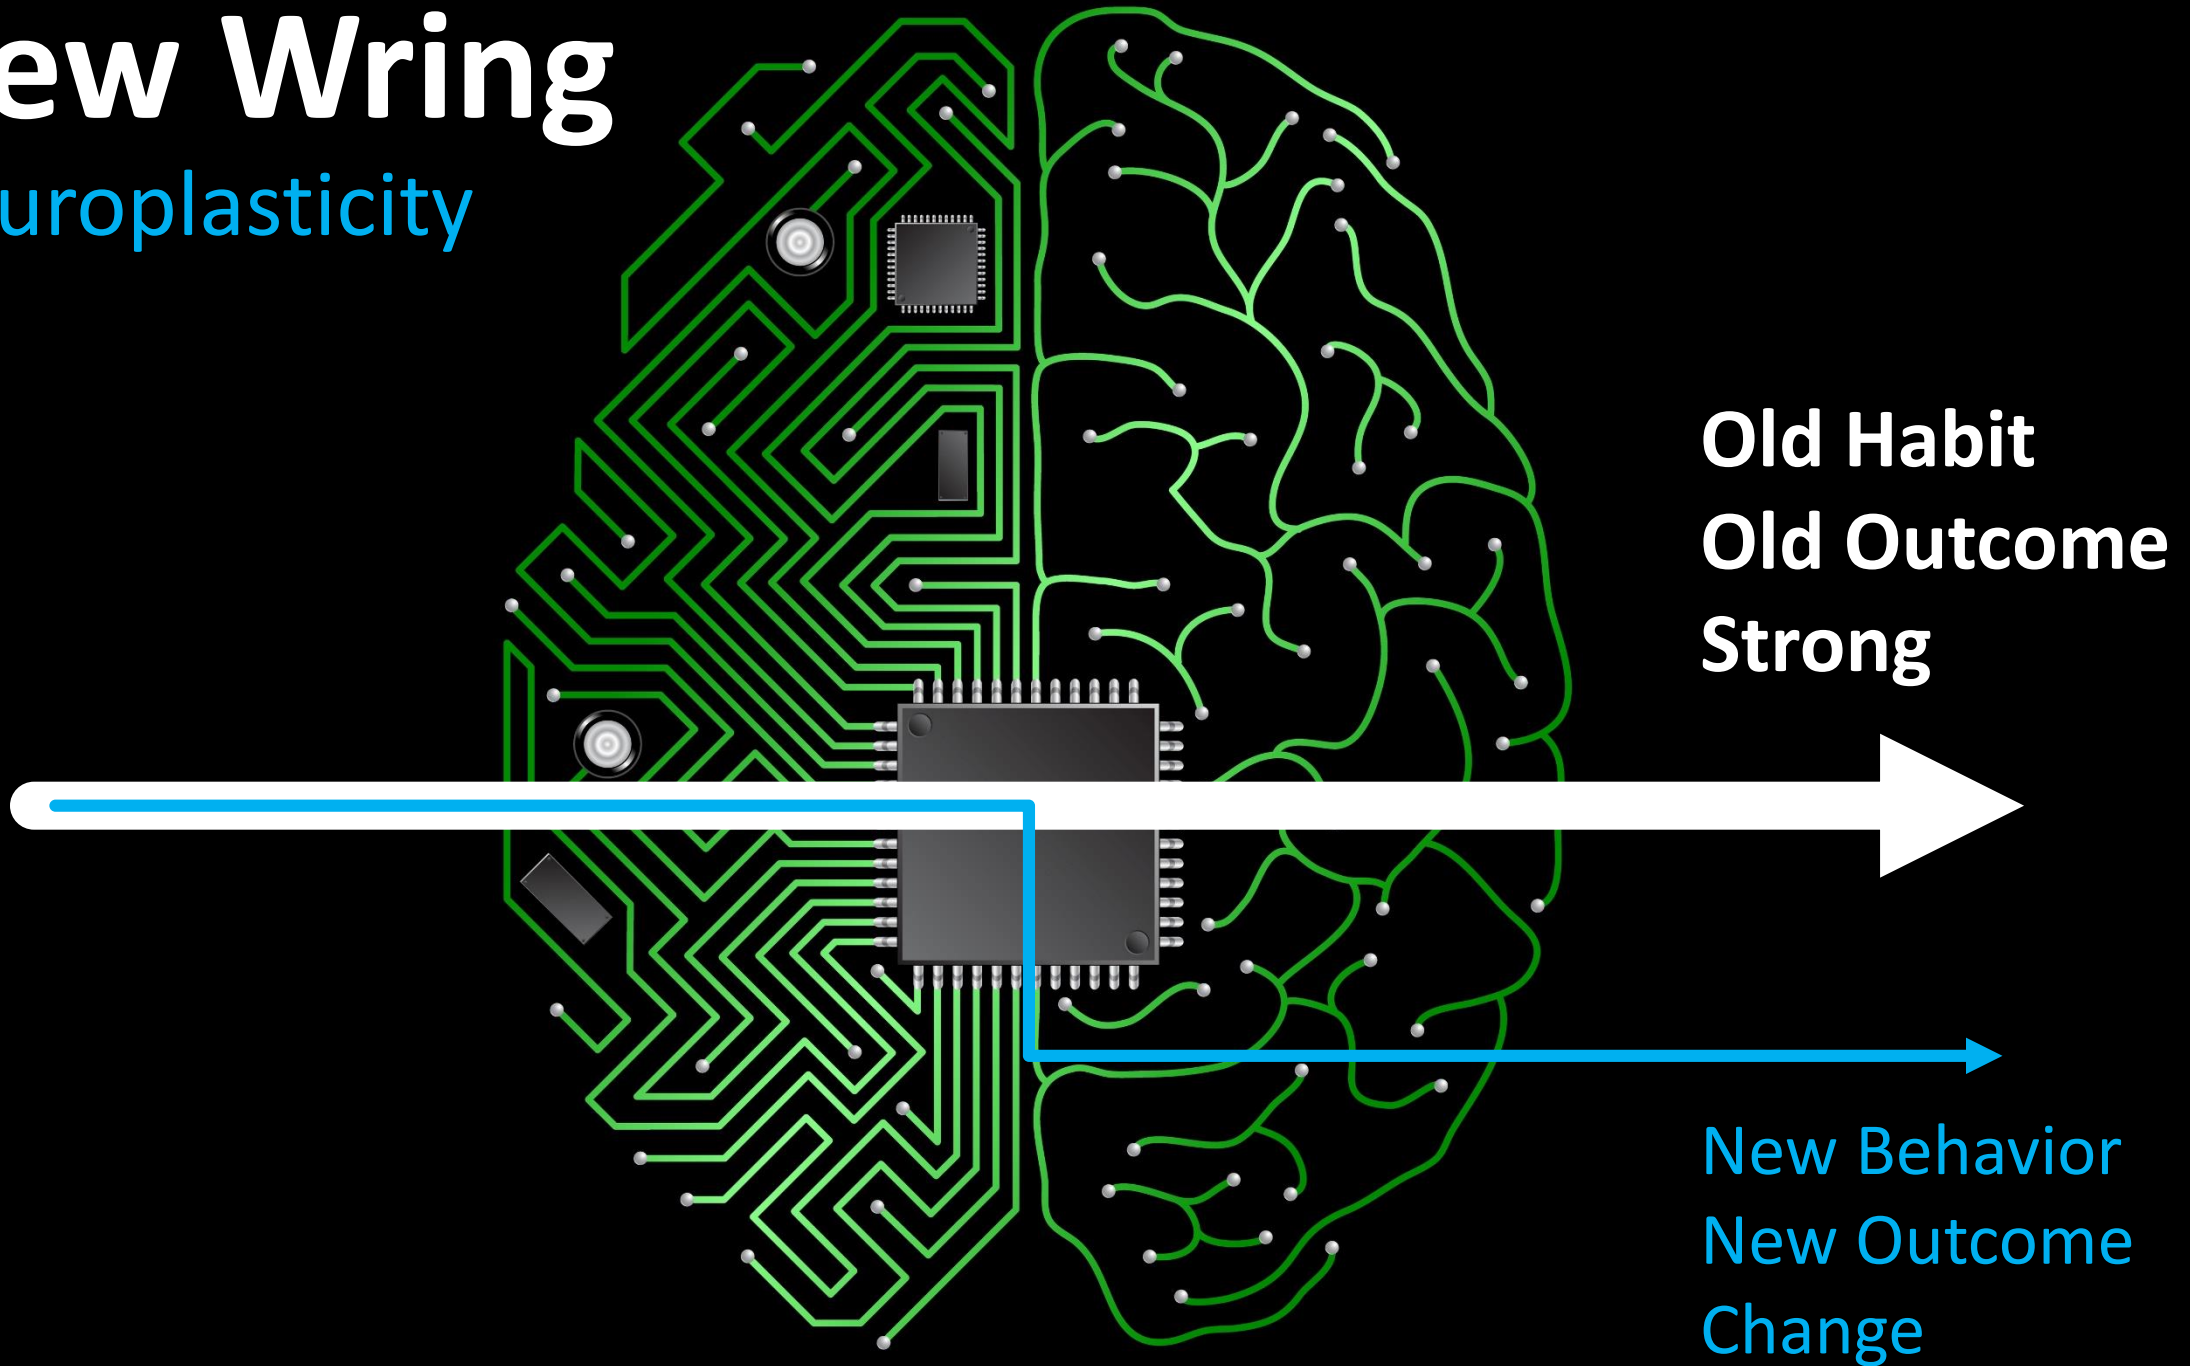 ew Wring
uroplasticity
Old Habit
Old Outcome
Strong
New Behavior
New Outcome
Change